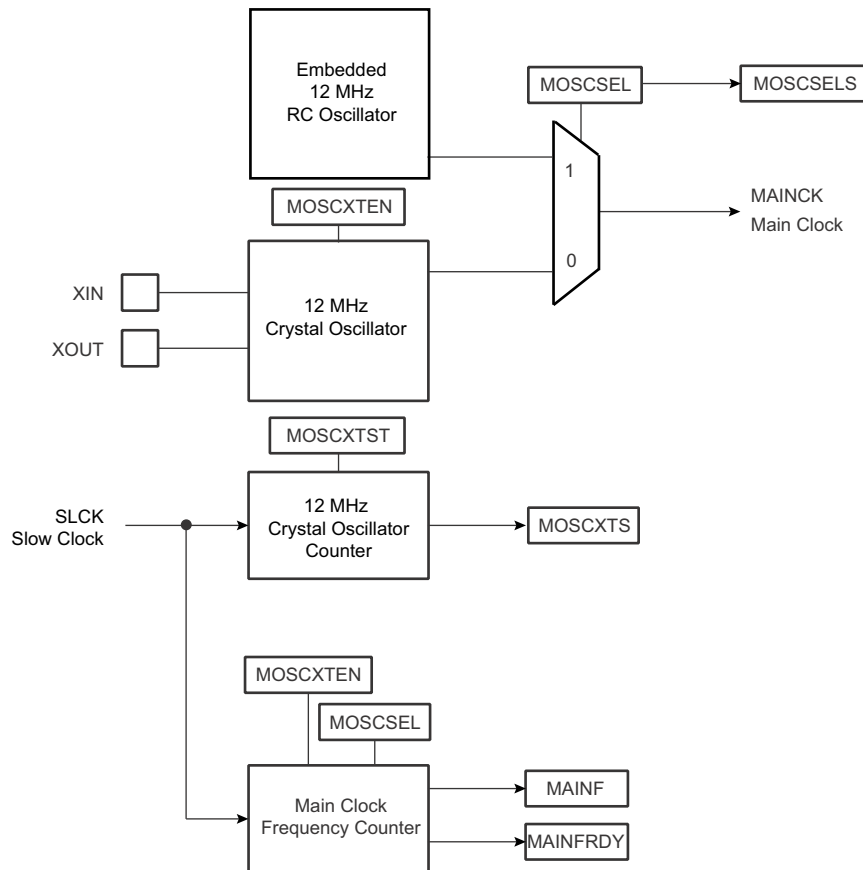 Embedded
12 MHz
RC Oscillator
MOSCSEL
MOSCSELS
1
MAINCK
Main Clock
MOSCXTEN
0
XIN
12 MHz
Crystal Oscillator
XOUT
MOSCXTST
SLCK
Slow Clock
12 MHz
Crystal Oscillator
Counter
MOSCXTS
MOSCXTEN
MOSCSEL
Main Clock
Frequency Counter
MAINF
MAINFRDY